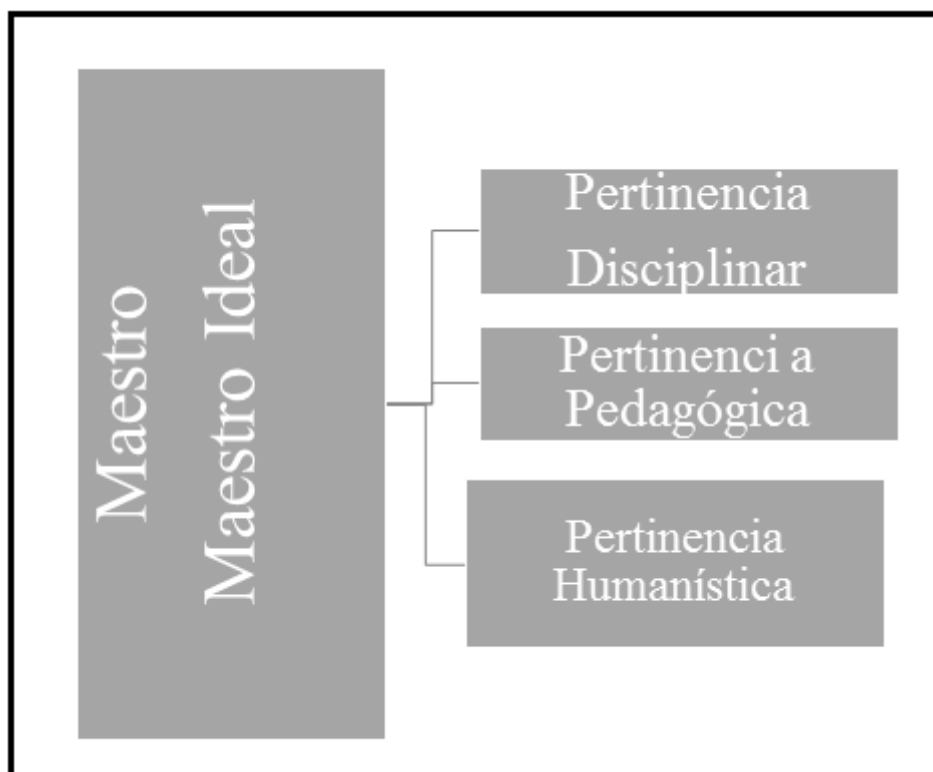 Maestro
Maestro Ideal
Pertinencia
Disciplinar
Pertinenci a
Pedagógica
Pertinencia
Humanística